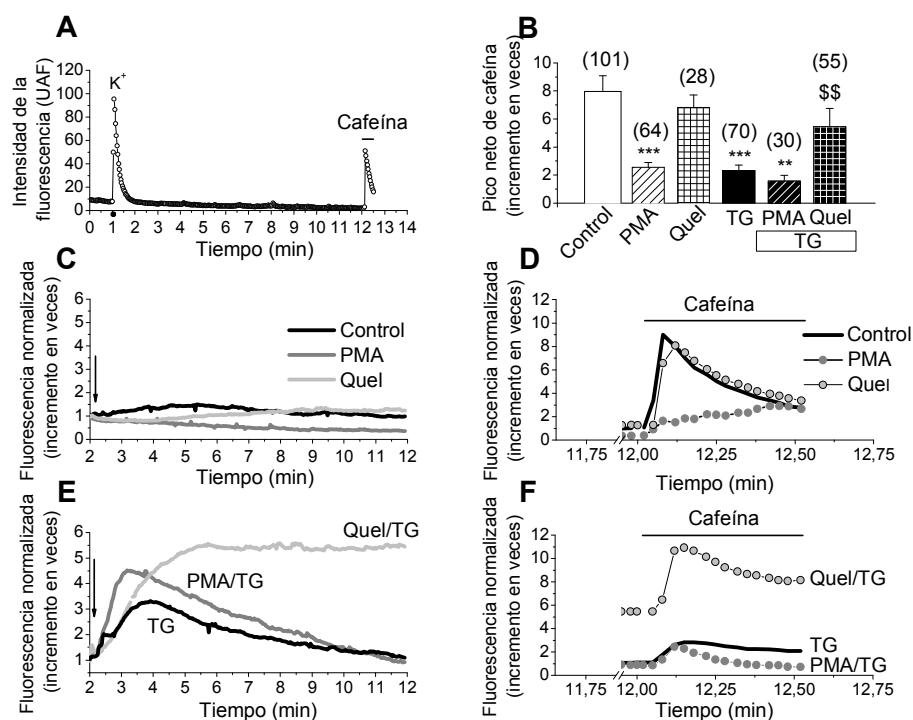 A
Intensidad de la
fluorescencia (UAF)
120
100
80
60
40
20
0
K+
Cafeína
0 1 2 3 4 5 6 7 8 9 10 11 12 13 14
Tiempo (min)
B
Pico neto de cafeína
(incremento en veces)
10
8
6
4
2
0
(101)
(64)
***
(28)
(70)
***
(30)
**
(55)
$$
Control
PMA
Quel
TG
PMA
Quel
TG
C
Fluorescencia normalizada
(incremento en veces)
6
5
4
3
2
1
0
Control
PMA
Quel
2 3 4 5 6 7 8 9 10 11 12
Tiempo (min)
D
Fluorescencia normalizada
(incremento en veces)
12
10
8
6
4
2
0
Cafeína
Control
PMA
Quel
11,75 12,00 12,25 12,50 12,75
Tiempo (min)
E
Fluorescencia normalizada
(incremento en veces)
6
5
4
3
2
1
Quel/TG
PMA/TG
TG
2 3 4 5 6 7 8 9 10 11 12
Tiempo (min)
F
Fluorescencia normalizada
(incremento en veces)
12
10
8
6
4
2
0
Cafeína
Quel/TG
TG
PMA/TG
11,75 12,00 12,25 12,50 12,75
Tiempo (min)